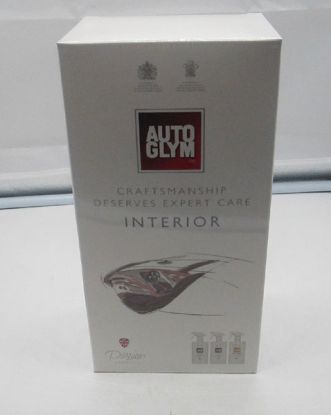 AUTO
GLYM
CRAFTSMANSHIP
DESERVES EXPERT CARE
INTERIOR